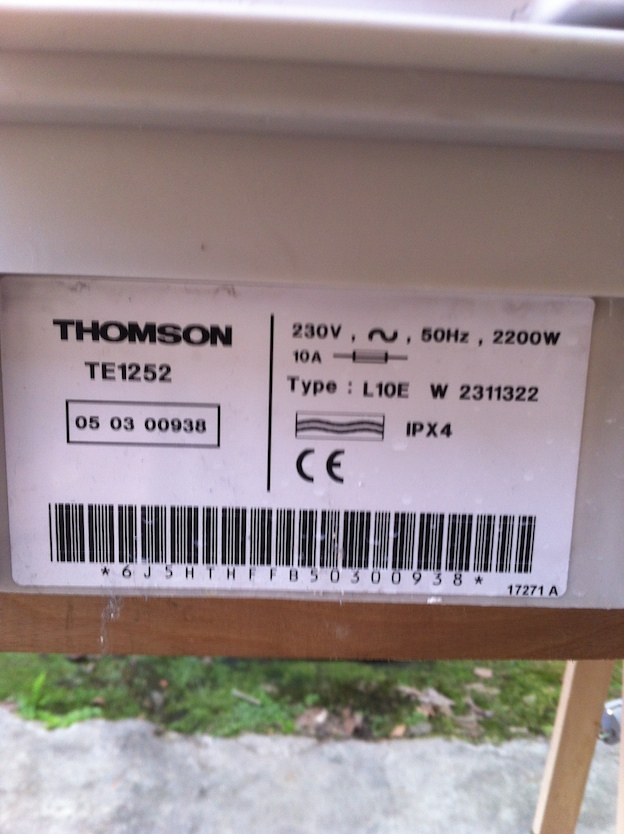 THOMSON
TE1252
05 03 00938
230V , ∿ , 50Hz , 2200W
10A
Type : L10E W 2311322
IPX4
CE
*6J5HTHFFB50300938*
17271 A